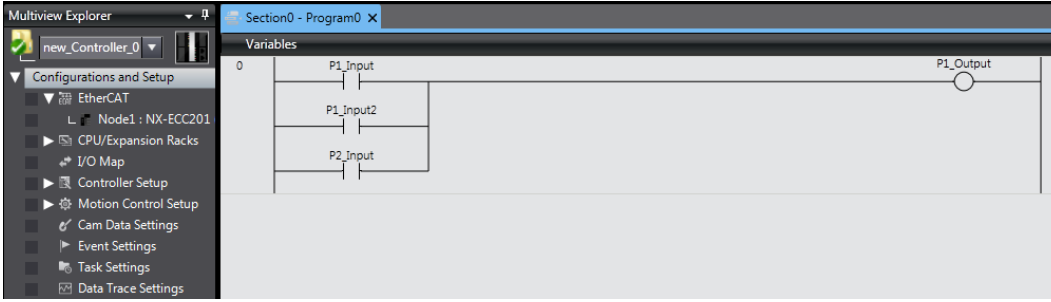 Multiview Explorer
new_Controller_0
Configurations and Setup
EtherCAT
Node1 : NX-ECC201
CPU/Expansion Racks
I/O Map
Controller Setup
Motion Control Setup
Cam Data Settings
Event Settings
Task Settings
Data Trace Settings
Section0 - Program0
Variables
0
P1_Input
P1_Output
P1_Input2
P2_Input